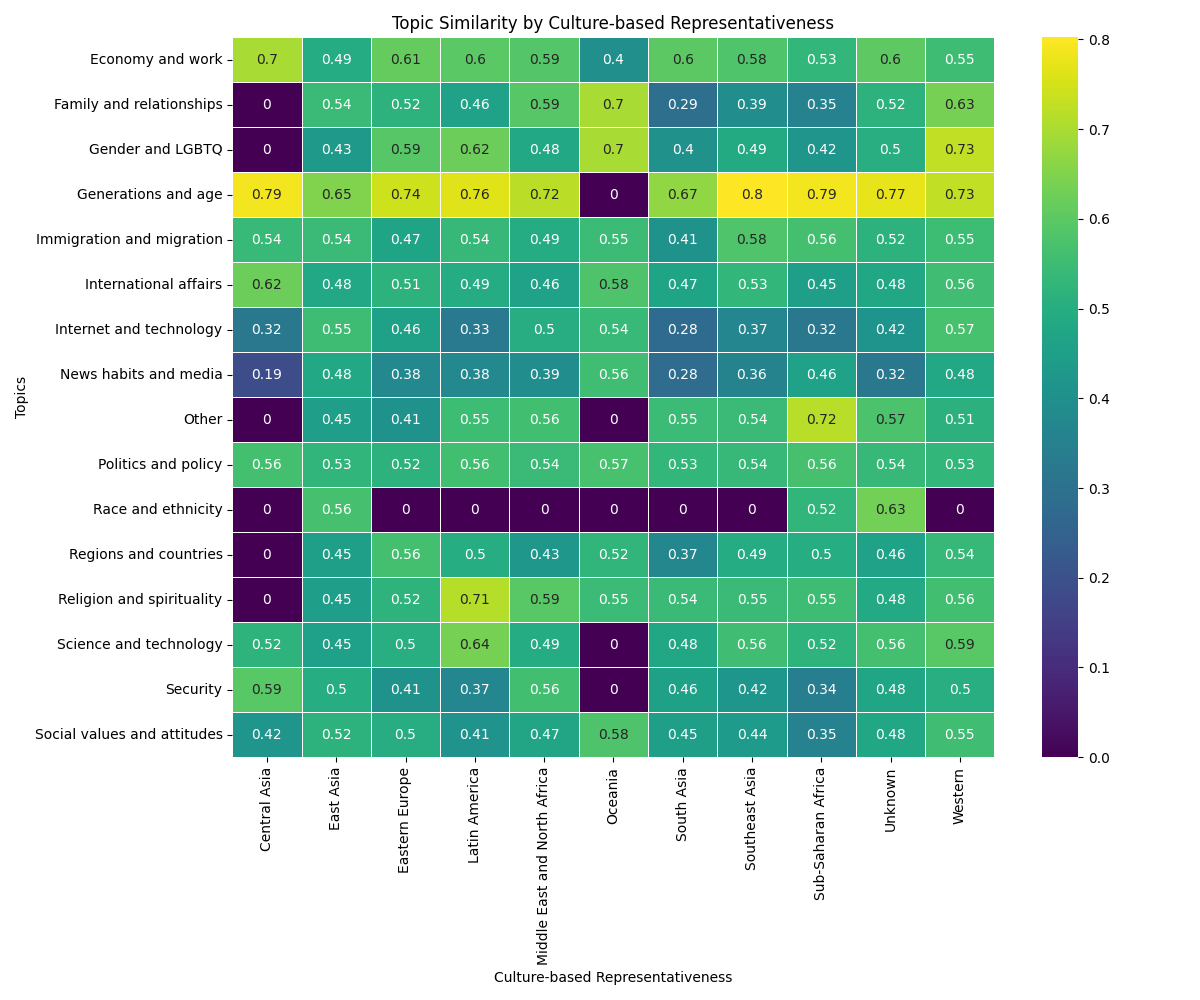 Topic Similarity by Culture-based Representativeness
Topics
Economy and work 0.7 0.49 0.61 0.6 0.59 0.4 0.6 0.58 0.53 0.6 0.55
Family and relationships 0 0.54 0.52 0.46 0.59 0.7 0.29 0.39 0.35 0.52 0.63
Gender and LGBTQ 0 0.43 0.59 0.62 0.48 0.7 0.4 0.49 0.42 0.5 0.73
Generations and age 0.79 0.65 0.74 0.76 0.72 0 0.67 0.8 0.79 0.77 0.73
Immigration and migration 0.54 0.54 0.47 0.54 0.49 0.55 0.41 0.58 0.56 0.52 0.55
International affairs 0.62 0.48 0.51 0.49 0.46 0.58 0.47 0.53 0.45 0.48 0.56
Internet and technology 0.32 0.55 0.46 0.33 0.5 0.54 0.28 0.37 0.32 0.42 0.57
News habits and media 0.19 0.48 0.38 0.38 0.39 0.56 0.28 0.36 0.46 0.32 0.48
Other 0 0.45 0.41 0.55 0.56 0 0.55 0.54 0.72 0.57 0.51
Politics and policy 0.56 0.53 0.52 0.56 0.54 0.57 0.53 0.54 0.56 0.54 0.53
Race and ethnicity 0 0.56 0 0 0 0 0 0 0.52 0.63 0
Regions and countries 0 0.45 0.56 0.5 0.43 0.52 0.37 0.49 0.5 0.46 0.54
Religion and spirituality 0 0.45 0.52 0.71 0.59 0.55 0.54 0.55 0.55 0.48 0.56
Science and technology 0.52 0.45 0.5 0.64 0.49 0 0.48 0.56 0.52 0.56 0.59
Security 0.59 0.5 0.41 0.37 0.56 0 0.46 0.42 0.34 0.48 0.5
Social values and attitudes 0.42 0.52 0.5 0.41 0.47 0.58 0.45 0.44 0.35 0.48 0.55
Central Asia
East Asia
Eastern Europe
Latin America
Middle East and North Africa
Oceania
South Asia
Southeast Asia
Sub-Saharan Africa
Unknown
Western
Culture-based Representativeness
0.8
0.7
0.6
0.5
0.4
0.3
0.2
0.1
0.0